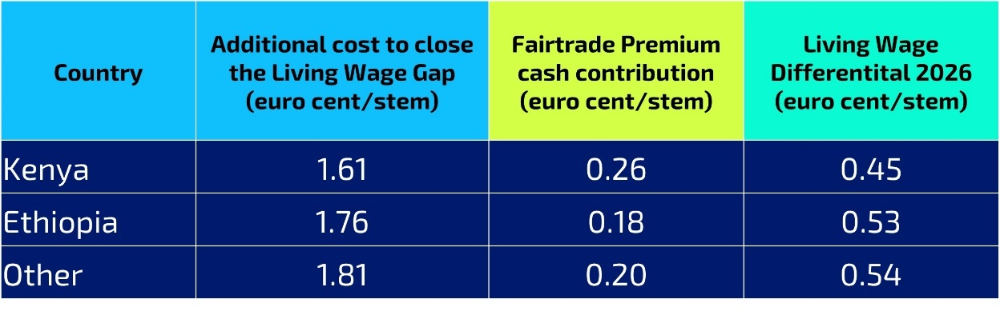 Country
Additional cost to close
the Living Wage Gap
(euro cent/stem)
Fairtrade Premium
cash contribution
(euro cent/stem)
Living Wage
Differentital 2026
(euro cent/stem)
Kenya 1.61 0.26 0.45
Ethiopia 1.76 0.18 0.53
Other 1.81 0.20 0.54